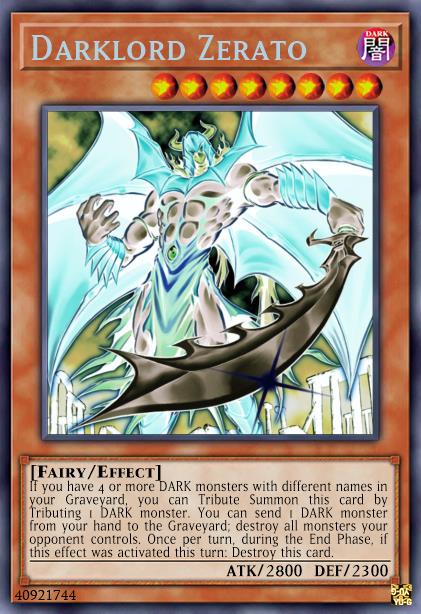 DARKLORD ZERATO
DARK
闇
[FAIRY/EFFECT]
If you have 4 or more DARK monsters with different names in
your Graveyard, you can Tribute Summon this card by
Tributing 1 DARK monster. You can send 1 DARK monster
from your hand to the Graveyard; destroy all monsters your
opponent controls. Once per turn, during the End Phase, if
this effect was activated this turn: Destroy this card.
ATK/2800 DEF/2300
40921744